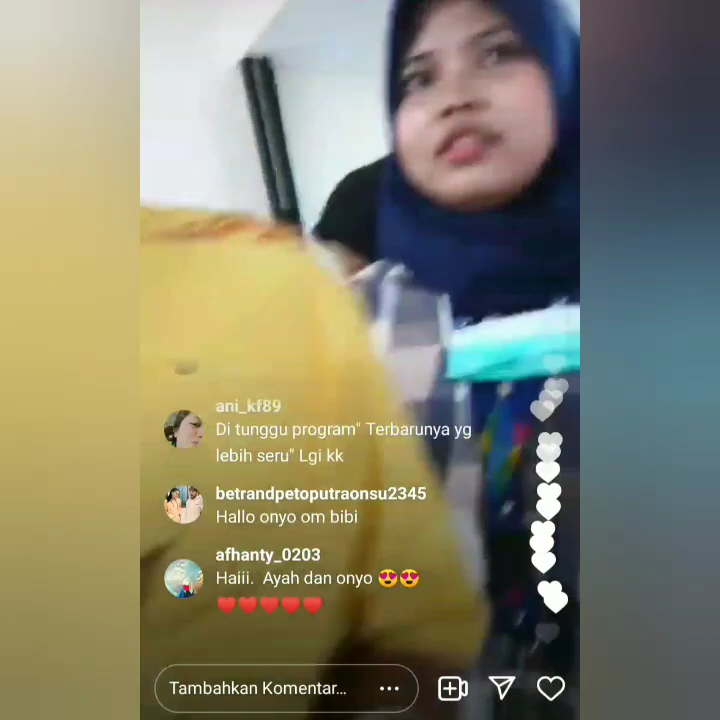 ani_kf89
Di tunggu program" Terbarunya yg
lebih seru" Lgi kk
betrandpetoputraonsu2345
Hallo onyo om bibi
afhanty_0203
Haiii. Ayah dan onyo 😍😍
❤️❤️❤️❤️❤️
Tambahkan Komentar...